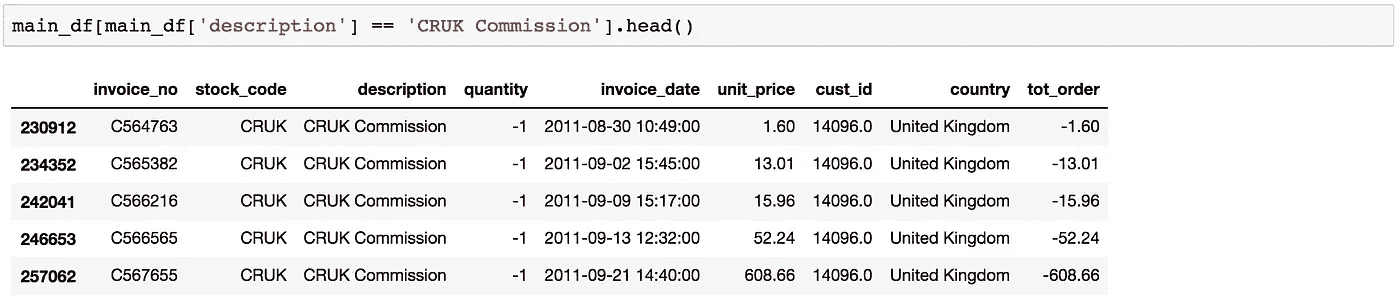 main_df[main_df['description'] == 'CRUK Commission'].head()
invoice_no stock_code description quantity invoice_date unit_price cust_id country tot_order
230912 C564763 CRUK CRUK Commission -1 2011-08-30 10:49:00 1.60 14096.0 United Kingdom -1.60
234352 C565382 CRUK CRUK Commission -1 2011-09-02 15:45:00 13.01 14096.0 United Kingdom -13.01
242041 C566216 CRUK CRUK Commission -1 2011-09-09 15:17:00 15.96 14096.0 United Kingdom -15.96
246653 C566565 CRUK CRUK Commission -1 2011-09-13 12:32:00 52.24 14096.0 United Kingdom -52.24
257062 C567655 CRUK CRUK Commission -1 2011-09-21 14:40:00 608.66 14096.0 United Kingdom -608.66